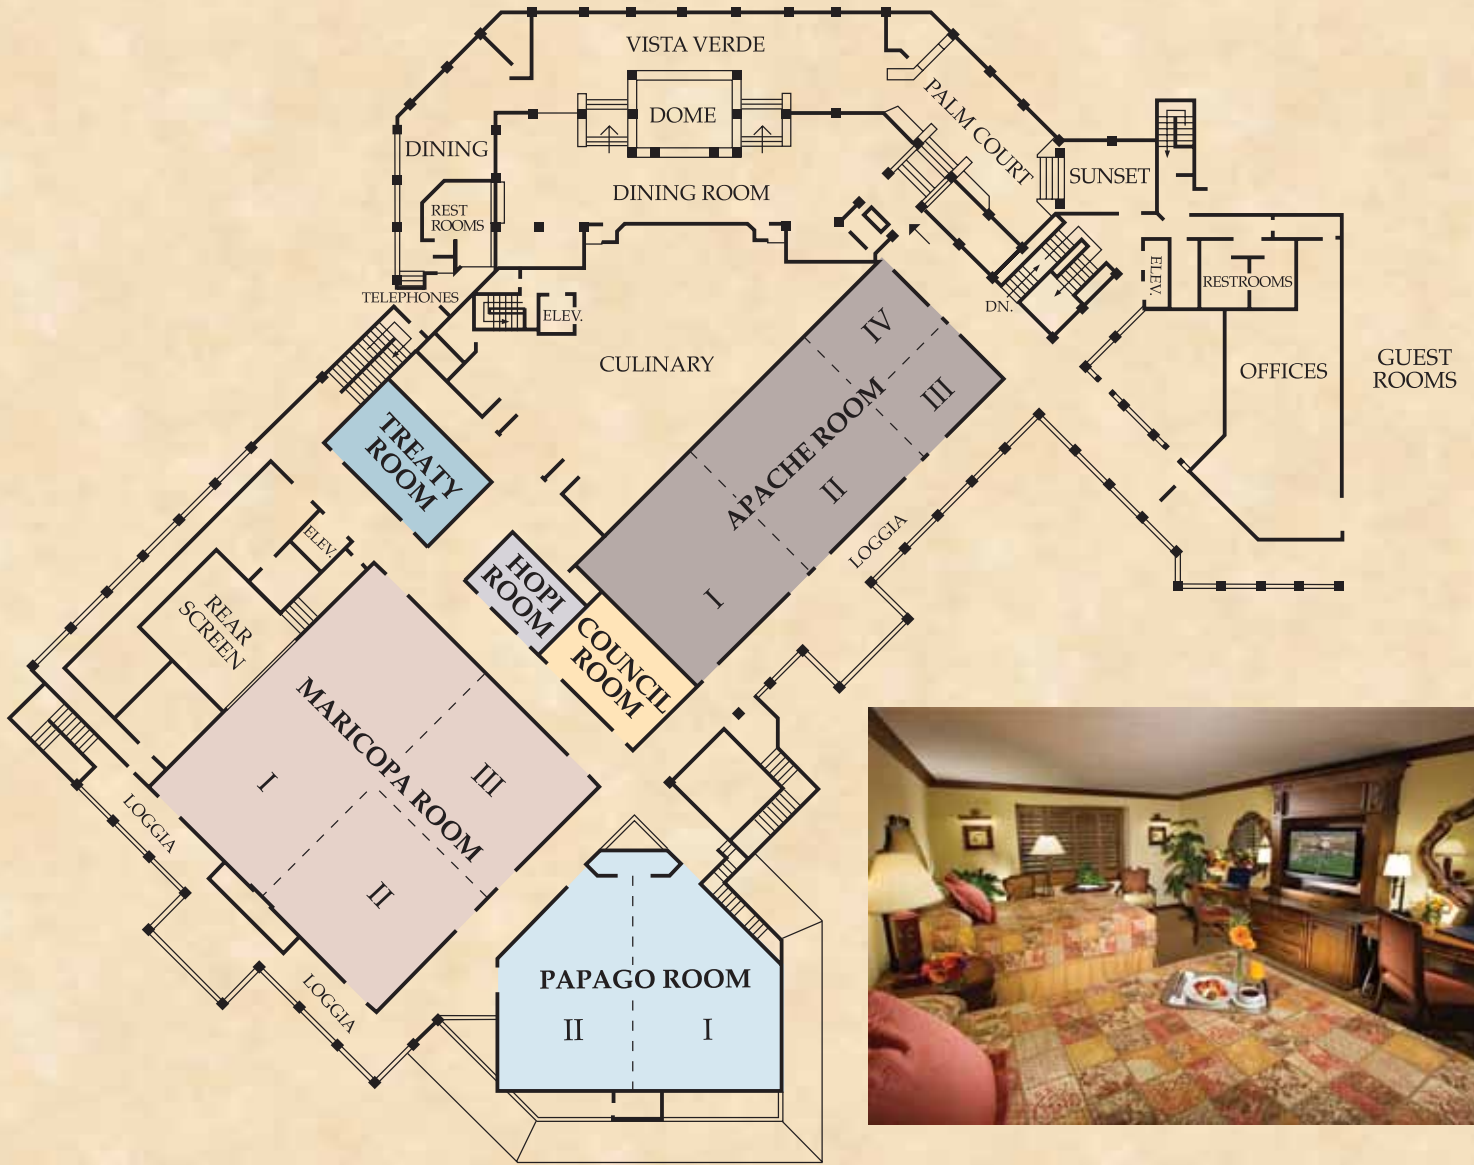 VISTA VERDE
DOME
PALM COURT
DINING
SUNSET
DINING ROOM
REST
ROOMS
ELEV.
RESTROOMS
TELEPHONES
DN.
ELEV.
IV
CULINARY
OFFICES
GUEST
ROOMS
III
APACHE ROOM
TREATY
ROOM
II
LOGGIA
ELEV.
HOPI
ROOM
I
REAR
SCREEN
COUNCIL
ROOM
MARICOPA ROOM
I
III
LOGGIA
II
PAPAGO ROOM
LOGGIA
II
I